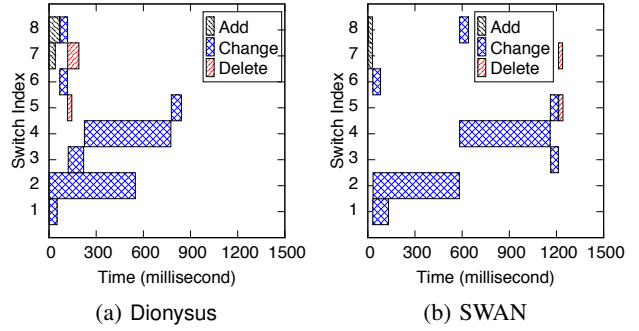 8
7
6
5
4
3
2
1
Switch Index
Add
Change
Delete
0 300 600 900 1200 1500
Time (millisecond)
(a) Dionysus
8
7
6
5
4
3
2
1
Switch Index
Add
Change
Delete
0 300 600 900 1200 1500
Time (millisecond)
(b) SWAN